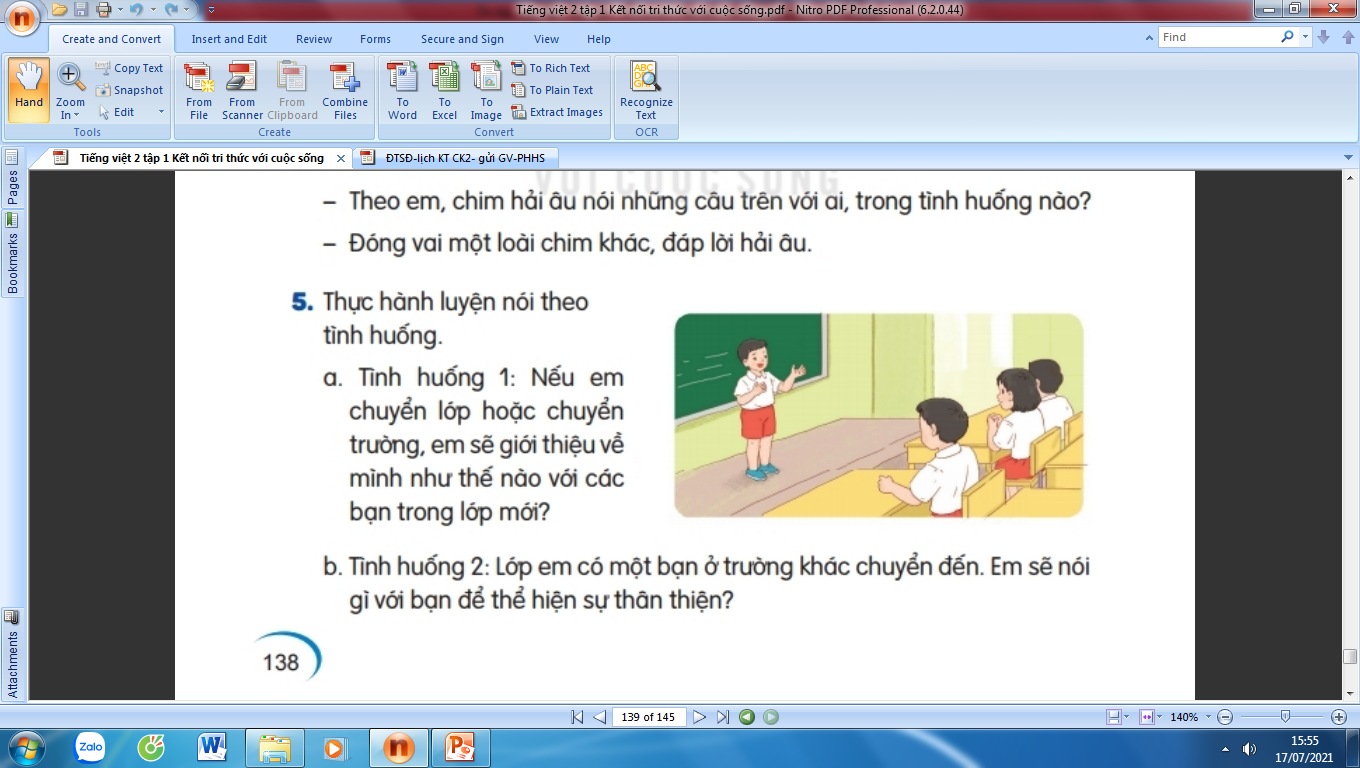 Tiếng việt 2 tập 1 Kết nối tri thức với cuộc sống.pdf - Nitro PDF Professional (6.2.0.44)
Create and Convert Insert and Edit Review Forms Secure and Sign View Help Find
Hand
Zoom In
Copy Text
Snapshot
Edit
From File
From Scanner
From Clipboard
Combine Files
To Word
To Excel
To Image
To Rich Text
To Plain Text
Extract Images
Recognize Text
Tools Create Convert OCR
Tiếng việt 2 tập 1 Kết nối tri thức với cuộc sống ĐTSĐ-lịch KT CK2- gửi GV-PHHS
Pages
Bookmarks
Attachments
VỚI CUỘC SỐNG
– Theo em, chim hải âu nói những câu trên với ai, trong tình huống nào?
– Đóng vai một loài chim khác, đáp lời hải âu.
5. Thực hành luyện nói theo
tình huống.
a. Tình huống 1: Nếu em
chuyển lớp hoặc chuyển
trường, em sẽ giới thiệu về
mình như thế nào với các
bạn trong lớp mới?
b. Tình huống 2: Lớp em có một bạn ở trường khác chuyển đến. Em sẽ nói
gì với bạn để thể hiện sự thân thiện?
138
139 of 145 140%
Zalo
15:55
17/07/2021